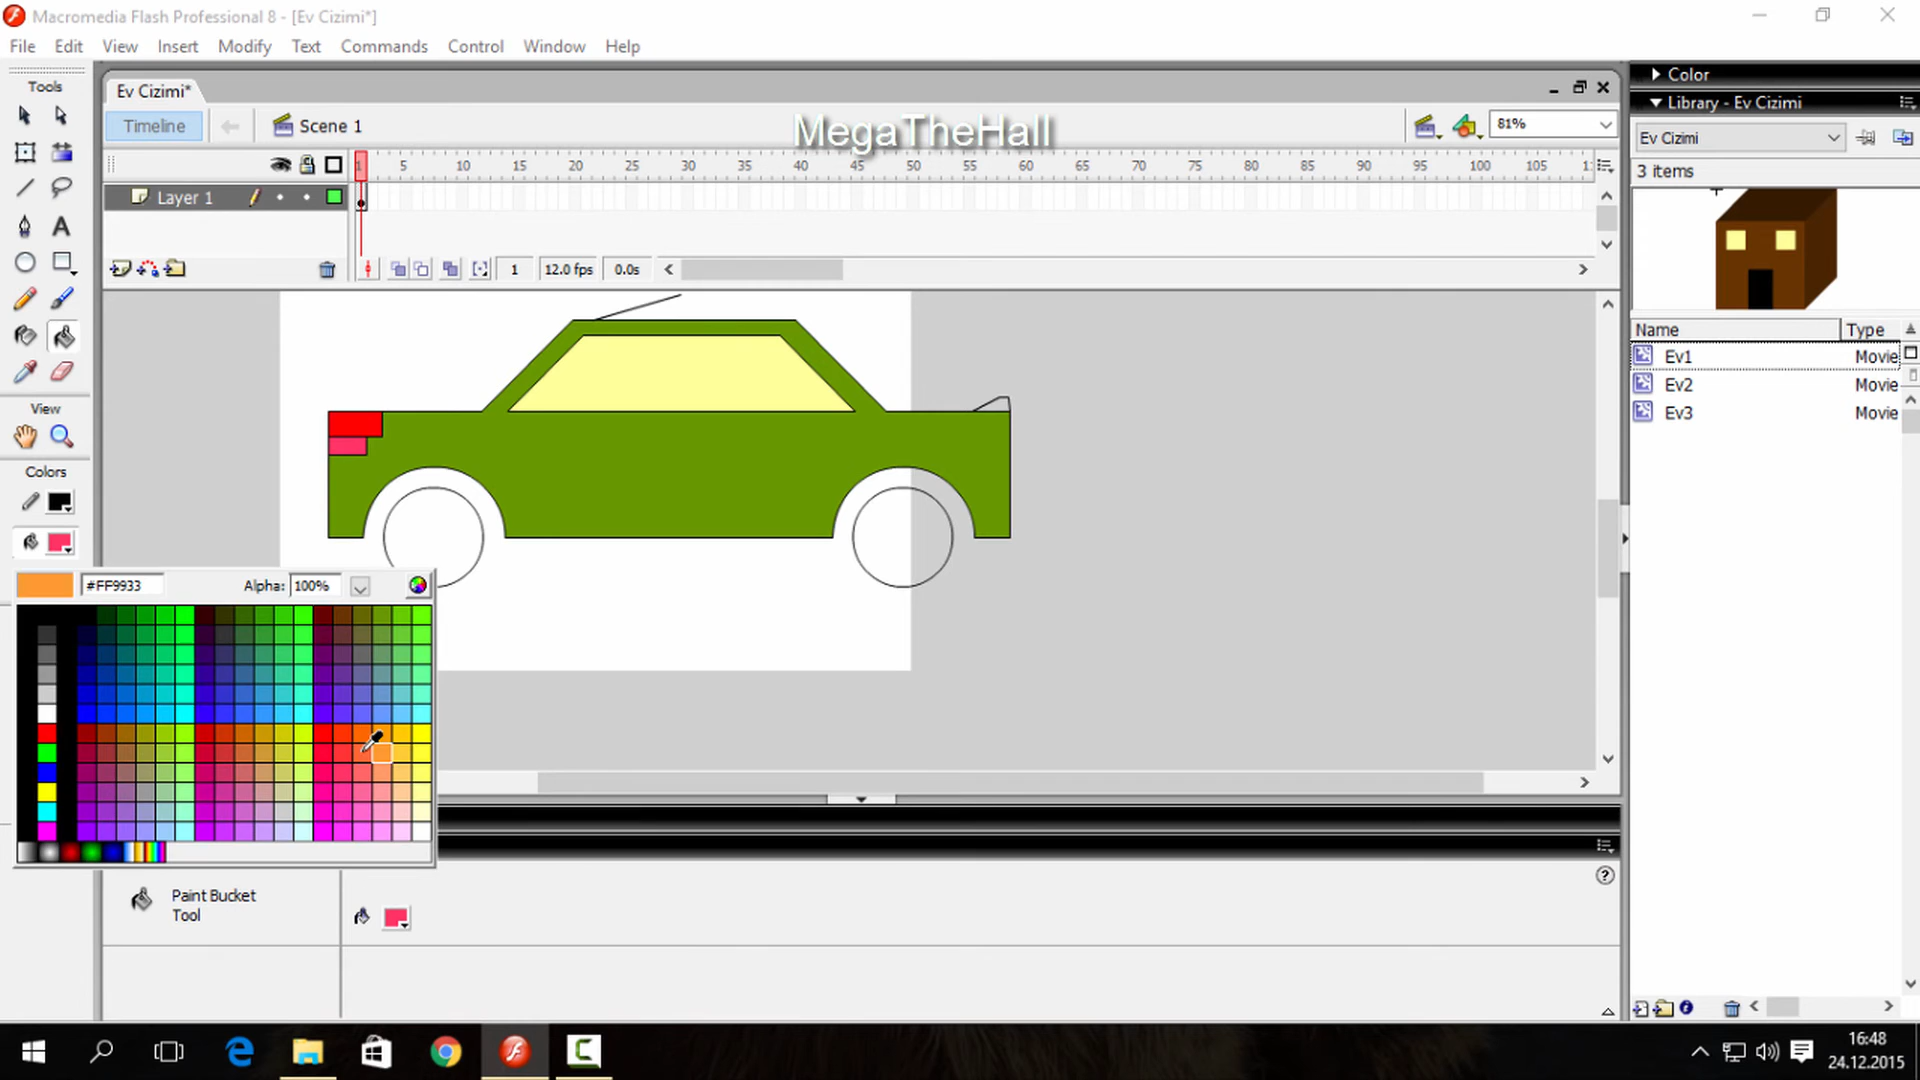 Macromedia Flash Professional 8 - [Ev Cizimi*]
File Edit View Insert Modify Text Commands Control Window Help
Tools
Ev Cizimi*
Timeline
Scene 1
MegaTheHall
81%
1 5 10 15 20 25 30 35 40 45 50 55 60 65 70 75 80 85 90 95 100 105
Layer 1
1 12.0 fps 0.0s
View
Colors
#FF9933 Alpha: 100%
Paint Bucket
Tool
Color
Library - Ev Cizimi
Ev Cizimi
3 items
Name Type
Ev1 Movie
Ev2 Movie
Ev3 Movie
16:48
24.12.2015